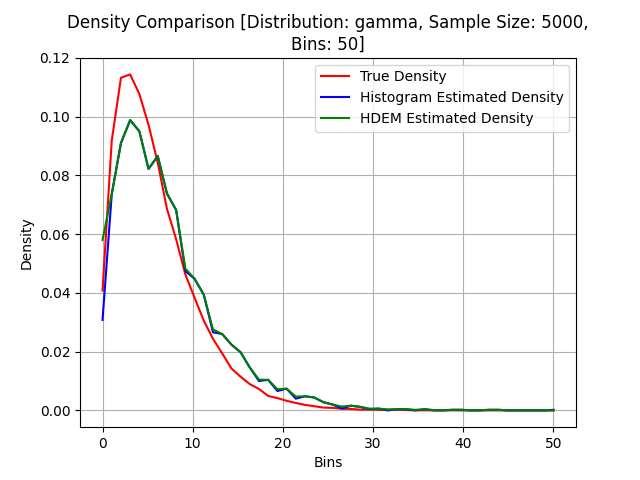 Density Comparison [Distribution: gamma, Sample Size: 5000,
Bins: 50]
True Density
Histogram Estimated Density
HDEM Estimated Density
Density
0.12
0.10
0.08
0.06
0.04
0.02
0.00
0
10
20
30
40
50
Bins